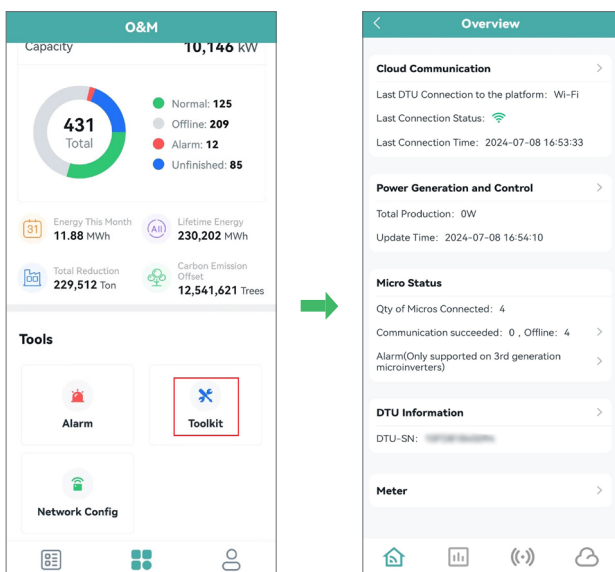 O&M
Capacity
10,146 kW
431
Total
Normal: 125
Offline: 209
Alarm: 12
Unfinished: 85
31
Energy This Month
11.88 MWh
All
Lifetime Energy
230,202 MWh
Total Reduction
229,512 Ton
Carbon Emission
Offset
12,541,621 Trees
Tools
Alarm
Toolkit
Network Config
Overview
Cloud Communication
Last DTU Connection to the platform: Wi-Fi
Last Connection Status:
Last Connection Time: 2024-07-08 16:53:33
Power Generation and Control
Total Production: 0W
Update Time: 2024-07-08 16:54:10
Micro Status
Qty of Micros Connected: 4
Communication succeeded: 0 , Offline: 4
Alarm(Only supported on 3rd generation
microinverters)
DTU Information
DTU-SN:
Meter